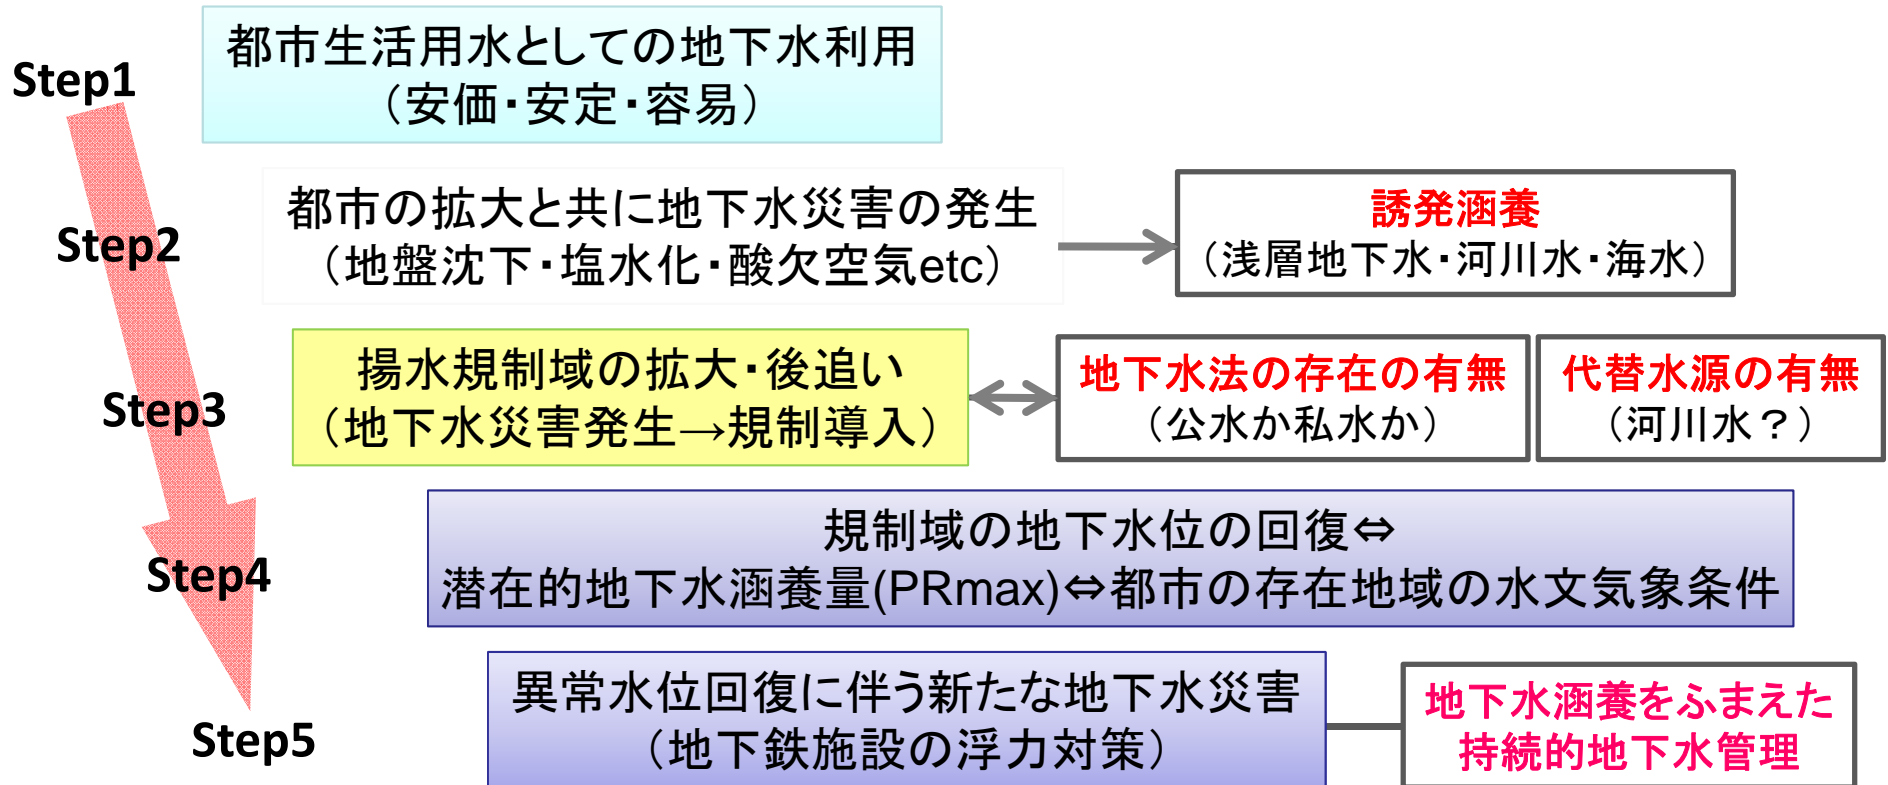 Step1
都市生活用水としての地下水利用
（安価・安定・容易）
Step2
都市の拡大と共に地下水災害の発生
（地盤沈下・塩水化・酸欠空気etc）
誘発涵養
（浅層地下水・河川水・海水）
Step3
揚水規制域の拡大・後追い
（地下水災害発生→規制導入）
地下水法の存在の有無
（公水か私水か）
代替水源の有無
（河川水？）
Step4
規制域の地下水位の回復⇔
潜在的地下水涵養量(PRmax)⇔都市の存在地域の水文気象条件
Step5
異常水位回復に伴う新たな地下水災害
（地下鉄施設の浮力対策）
地下水涵養をふまえた
持続的地下水管理